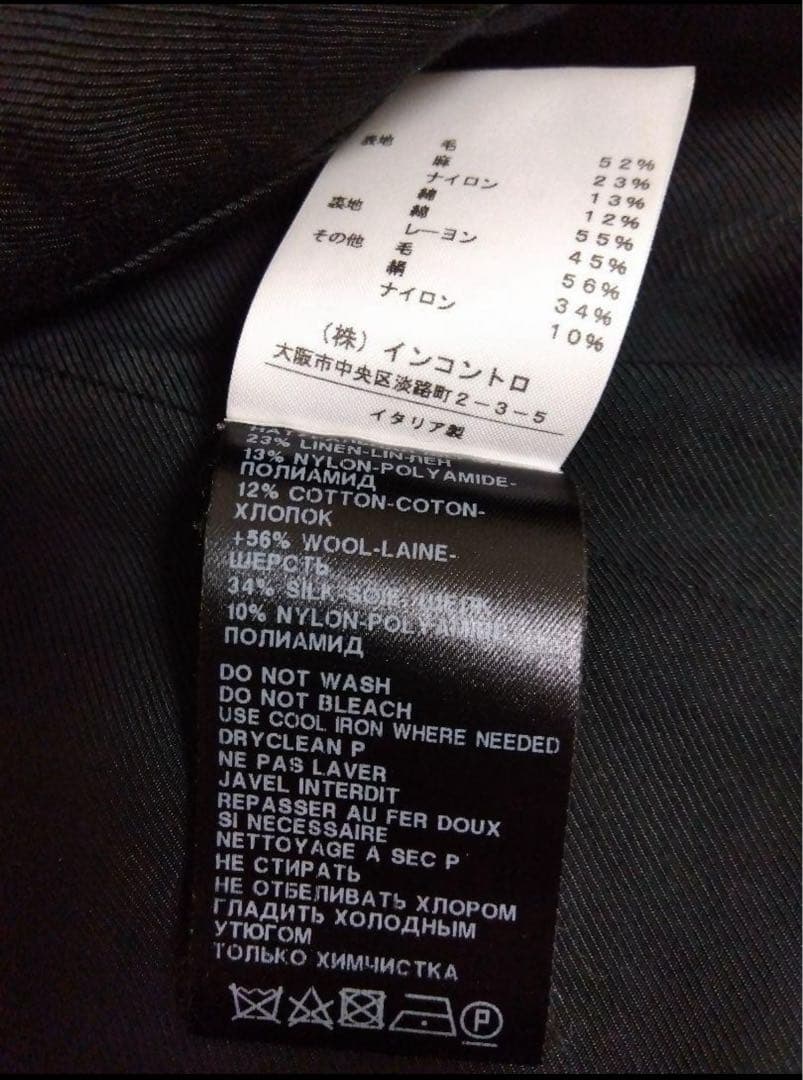 表地 毛 52%
麻 23%
ナイロン 13%
綿 12%
裏地 綿 55%
レーヨン 45%
その他 毛 56%
絹 34%
ナイロン 10%
(株)インコントロ
大阪市中央区淡路町2-3-5
イタリア製
23% LINEN-LIN-ЛЕН
13% NYLON-POLYAMIDE-
ПОЛИАМИД
12% COTTON-COTON-
ХЛОПОК
+56% WOOL-LAINE-
ШЕРСТЬ
34% SILK-SOIE-ШЕЛК
10% NYLON-POLYAMIDE-
ПОЛИАМИД
DO NOT WASH
DO NOT BLEACH
USE COOL IRON WHERE NEEDED
DRYCLEAN P
NE PAS LAVER
JAVEL INTERDIT
REPASSER AU FER DOUX
SI NECESSAIRE
NETTOYAGE A SEC P
НЕ СТИРАТЬ
НЕ ОТБЕЛИВАТЬ ХЛОРОМ
ГЛАДИТЬ ХОЛОДНЫМ
УТЮГОМ
ТОЛЬКО ХИМЧИСТКА
P